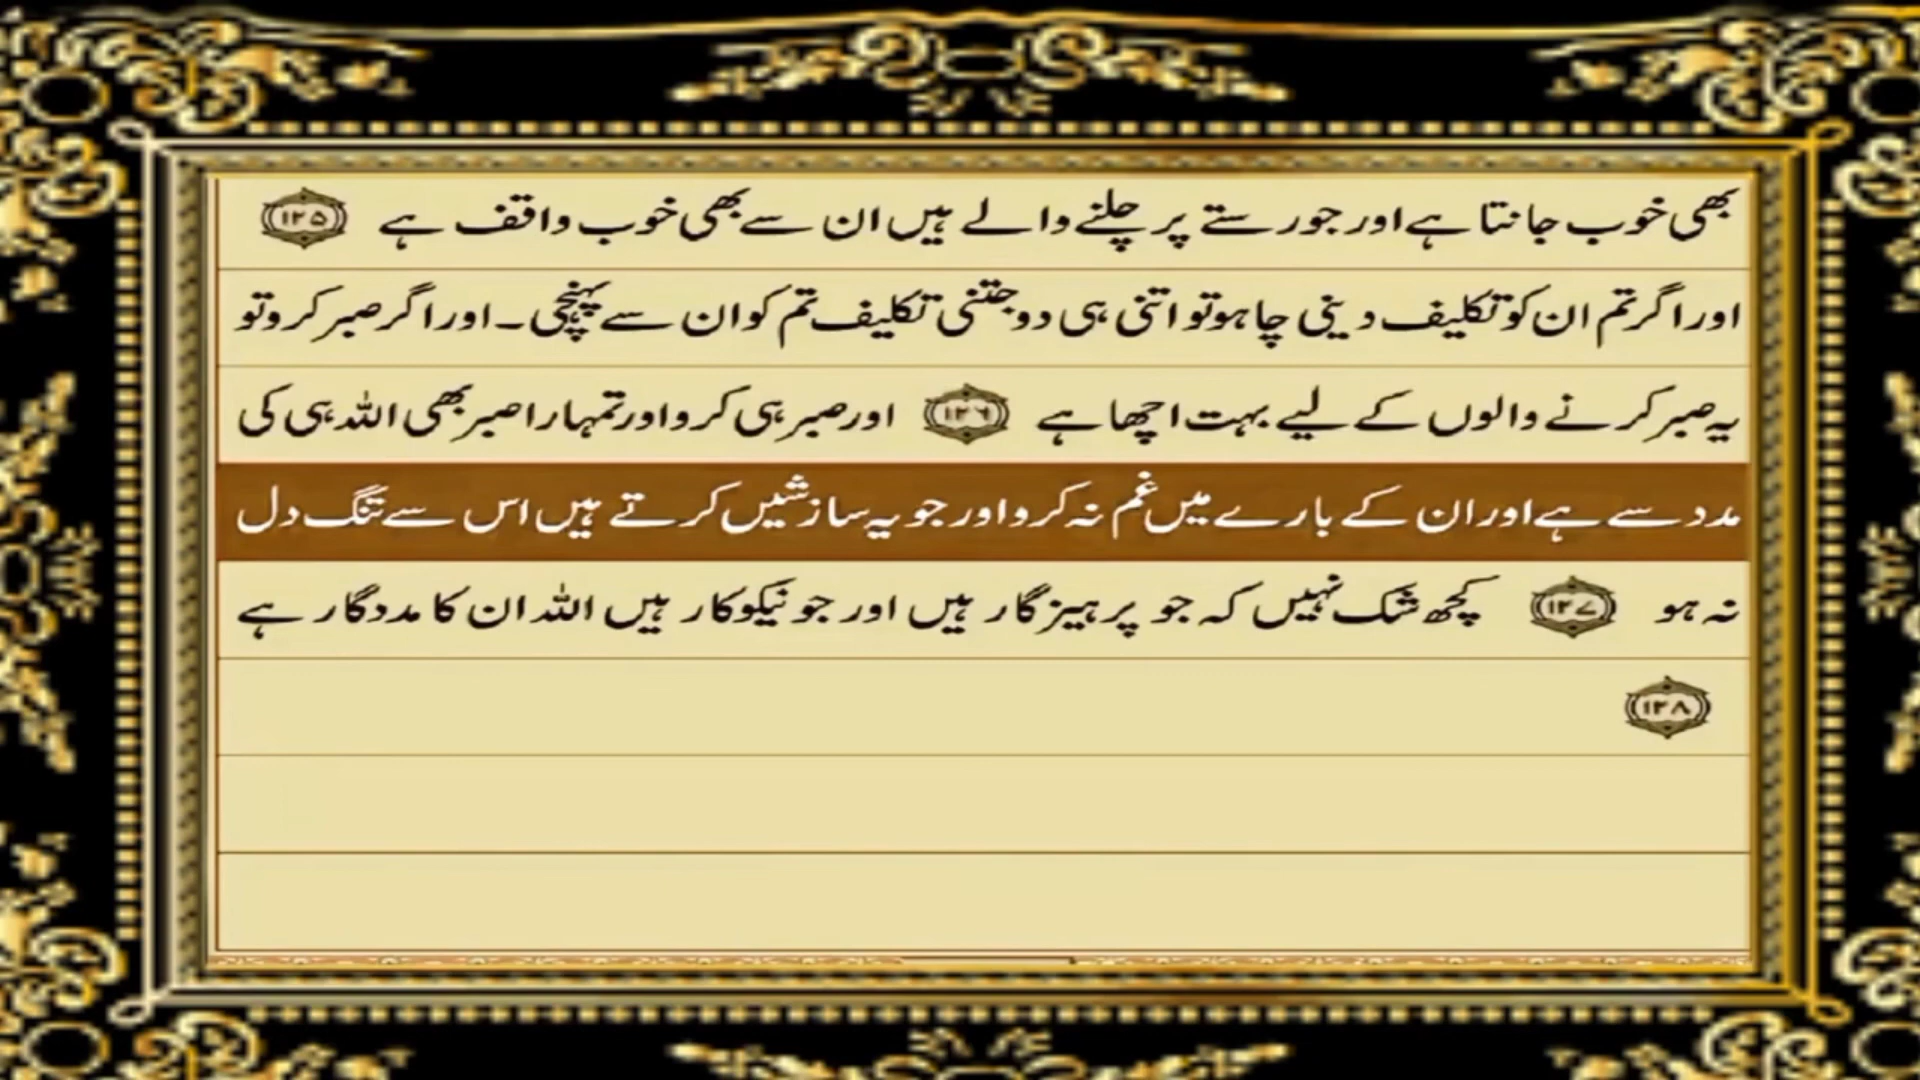 بھی خوب جانتا ہے اور جو رستے پر چلنے والے ہیں ان سے بھی خوب واقف ہے ۱۲۵
اور اگر تم ان کو تکلیف دینی چاہو تو اتنی ہی دو جتنی تکلیف تم کو ان سے پہنچی۔ اور اگر صبر کرو تو
یہ صبر کرنے والوں کے لیے بہت اچھا ہے ۱۲۶ اور صبر ہی کرو اور تمہارا صبر بھی اللہ ہی کی
مدد سے ہے اور ان کے بارے میں غم نہ کرو اور جو یہ سازشیں کرتے ہیں اس سے تنگ دل
نہ ہو ۱۲۷ کچھ شک نہیں کہ جو پرہیزگار ہیں اور جو نیکوکار ہیں اللہ ان کا مددگار ہے
۱۲۸